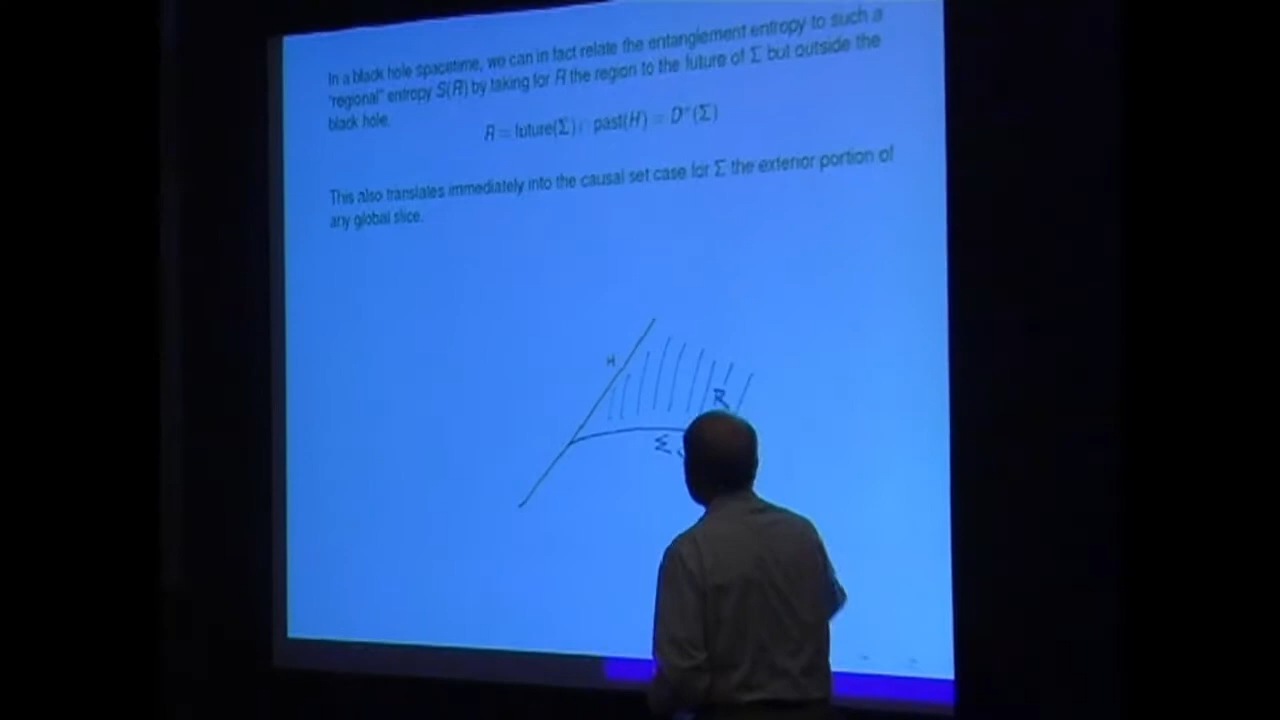 In a black hole spacetime, we can in fact relate the entanglement entropy to such a
"regional" entropy S(R) by taking for R the region to the future of Σ but outside the
black hole.
R = future(Σ) ∩ past(H) = D⁺(Σ)
This also translates immediately into the causal set case for Σ the exterior portion of
any global slice.
H
R
Σ